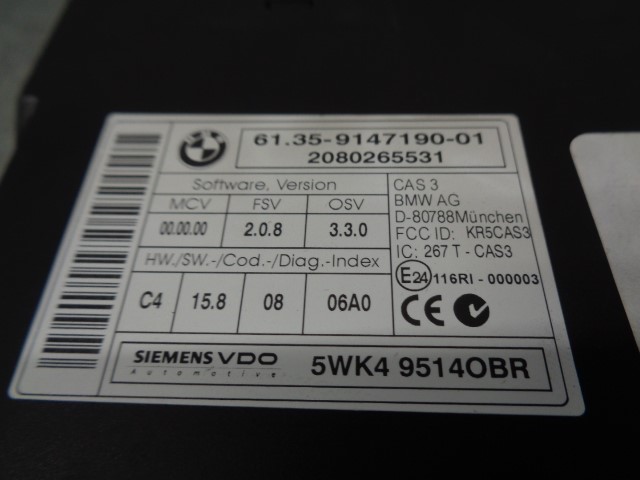 BMW
61.35-9147190-01
2080265531
Software, Version
MCV FSV OSV
00.00.00 2.0.8 3.3.0
HW./SW.-/Cod.-/Diag.-Index
C4 15.8 08 06A0
CAS 3
BMW AG
D-80788München
FCC ID: KR5CAS3
IC: 267 T - CAS3
E24 116RI - 000003
CE
SIEMENS VDO
Automotive
5WK4 9514OBR